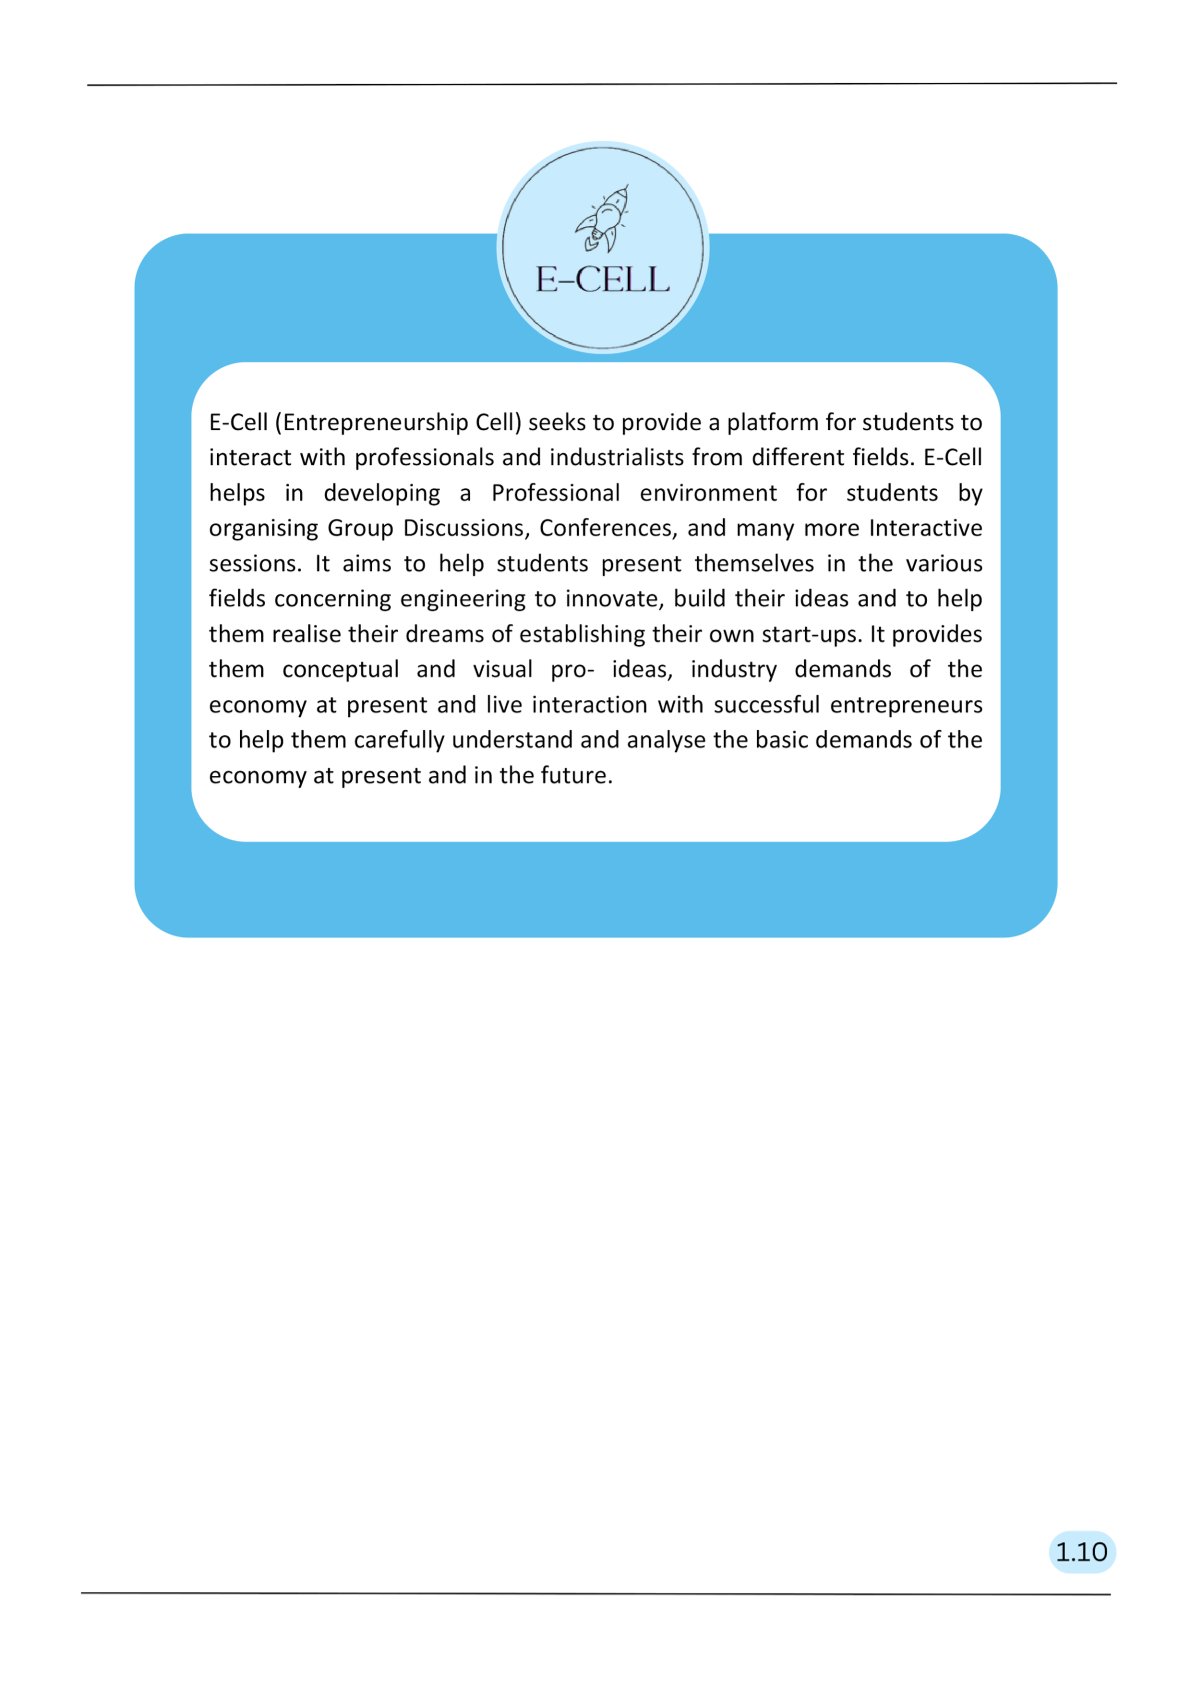 E-CELL
E-Cell (Entrepreneurship Cell) seeks to provide a platform for students to
interact with professionals and industrialists from different fields. E-Cell
helps in developing a Professional environment for students by
organising Group Discussions, Conferences, and many more Interactive
sessions. It aims to help students present themselves in the various
fields concerning engineering to innovate, build their ideas and to help
them realise their dreams of establishing their own start-ups. It provides
them conceptual and visual pro- ideas, industry demands of the
economy at present and live interaction with successful entrepreneurs
to help them carefully understand and analyse the basic demands of the
economy at present and in the future.
1.10